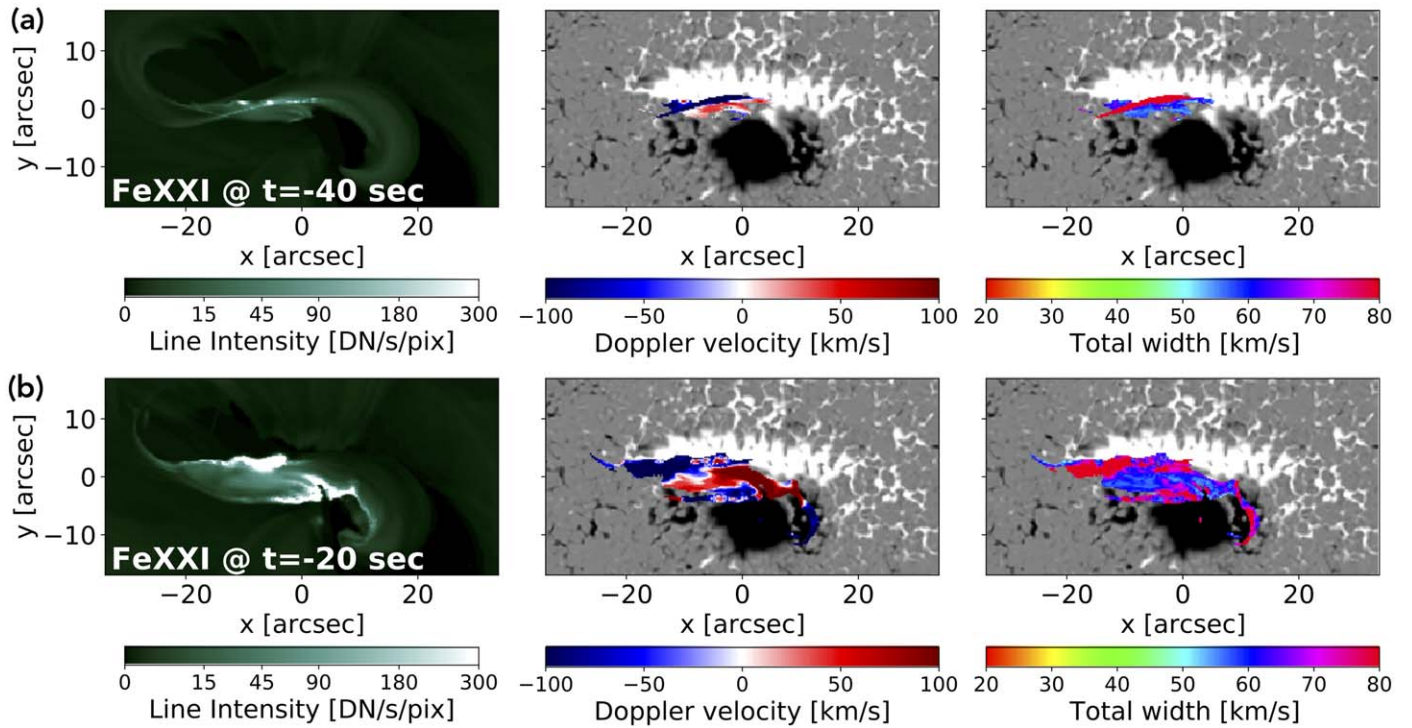 (a)
10
0
−10
y [arcsec]
FeXXI @ t=-40 sec
−20 0 20
x [arcsec]
−20 0 20
x [arcsec]
−20 0 20
x [arcsec]
0 15 45 90 180 300
Line Intensity [DN/s/pix]
−100 −50 0 50 100
Doppler velocity [km/s]
20 30 40 50 60 70 80
Total width [km/s]
(b)
10
0
−10
y [arcsec]
FeXXI @ t=-20 sec
−20 0 20
x [arcsec]
−20 0 20
x [arcsec]
−20 0 20
x [arcsec]
0 15 45 90 180 300
Line Intensity [DN/s/pix]
−100 −50 0 50 100
Doppler velocity [km/s]
20 30 40 50 60 70 80
Total width [km/s]